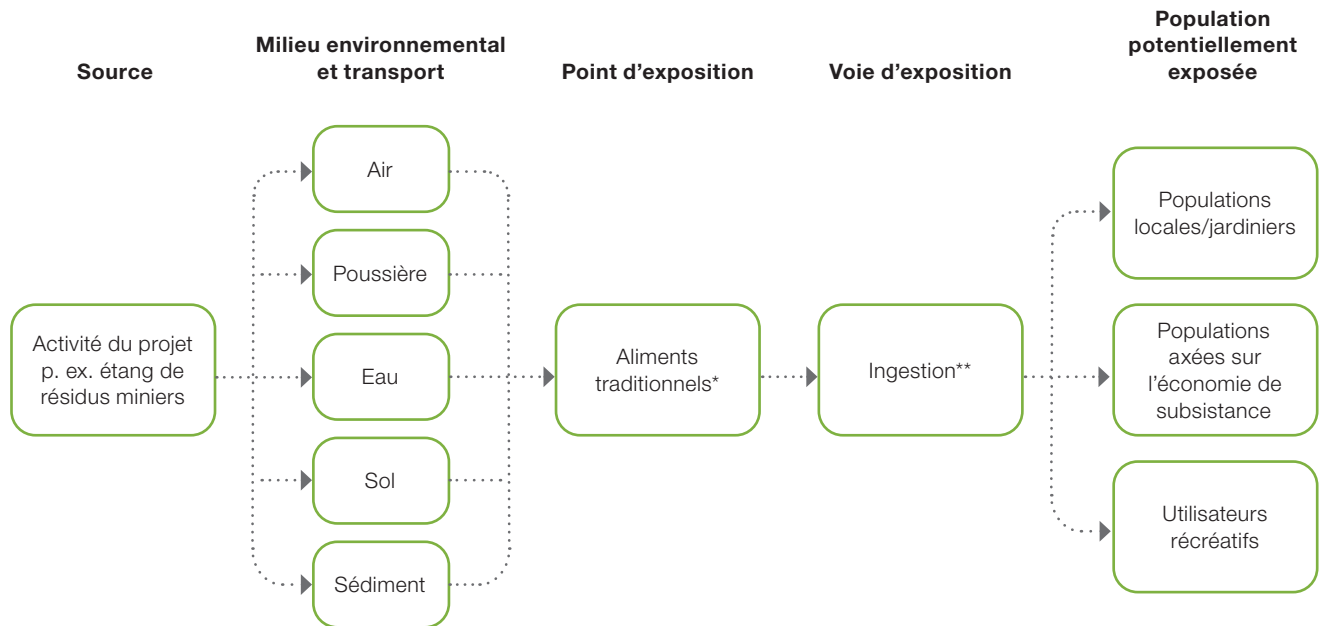 Source
Milieu environnemental
et transport
Point d'exposition
Voie d'exposition
Population
potentiellement
exposée
Activité du projet
p. ex. étang de
résidus miniers
Air
Poussière
Eau
Sol
Sédiment
Aliments
traditionnels*
Ingestion**
Populations
locales/jardiniers
Populations
axées sur
l'économie de
subsistance
Utilisateurs
récréatifs